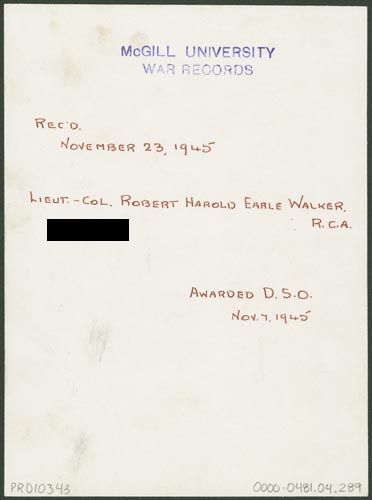 McGILL UNIVERSITY
WAR RECORDS
REC'D.
NOVEMBER 23, 1945
LIEUT.-COL. ROBERT HAROLD EARLE WALKER,
R.C.A.
AWARDED D.S.O.
NOV. 7, 1945
PR010343
0000-0481.04.289